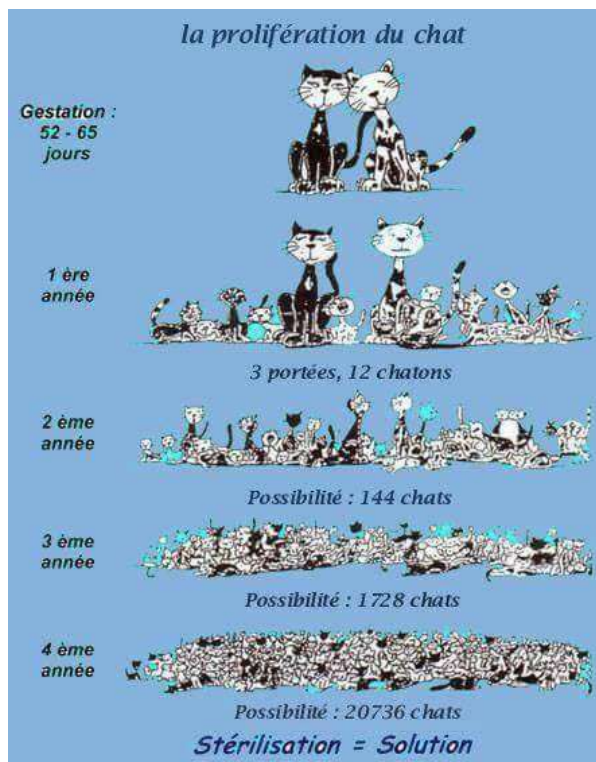 la prolifération du chat
Gestation :
52 - 65
jours
1 ère
année
3 portées, 12 chatons
2 ème
année
Possibilité : 144 chats
3 ème
année
Possibilité : 1728 chats
4 ème
année
Possibilité : 20736 chats
Stérilisation = Solution